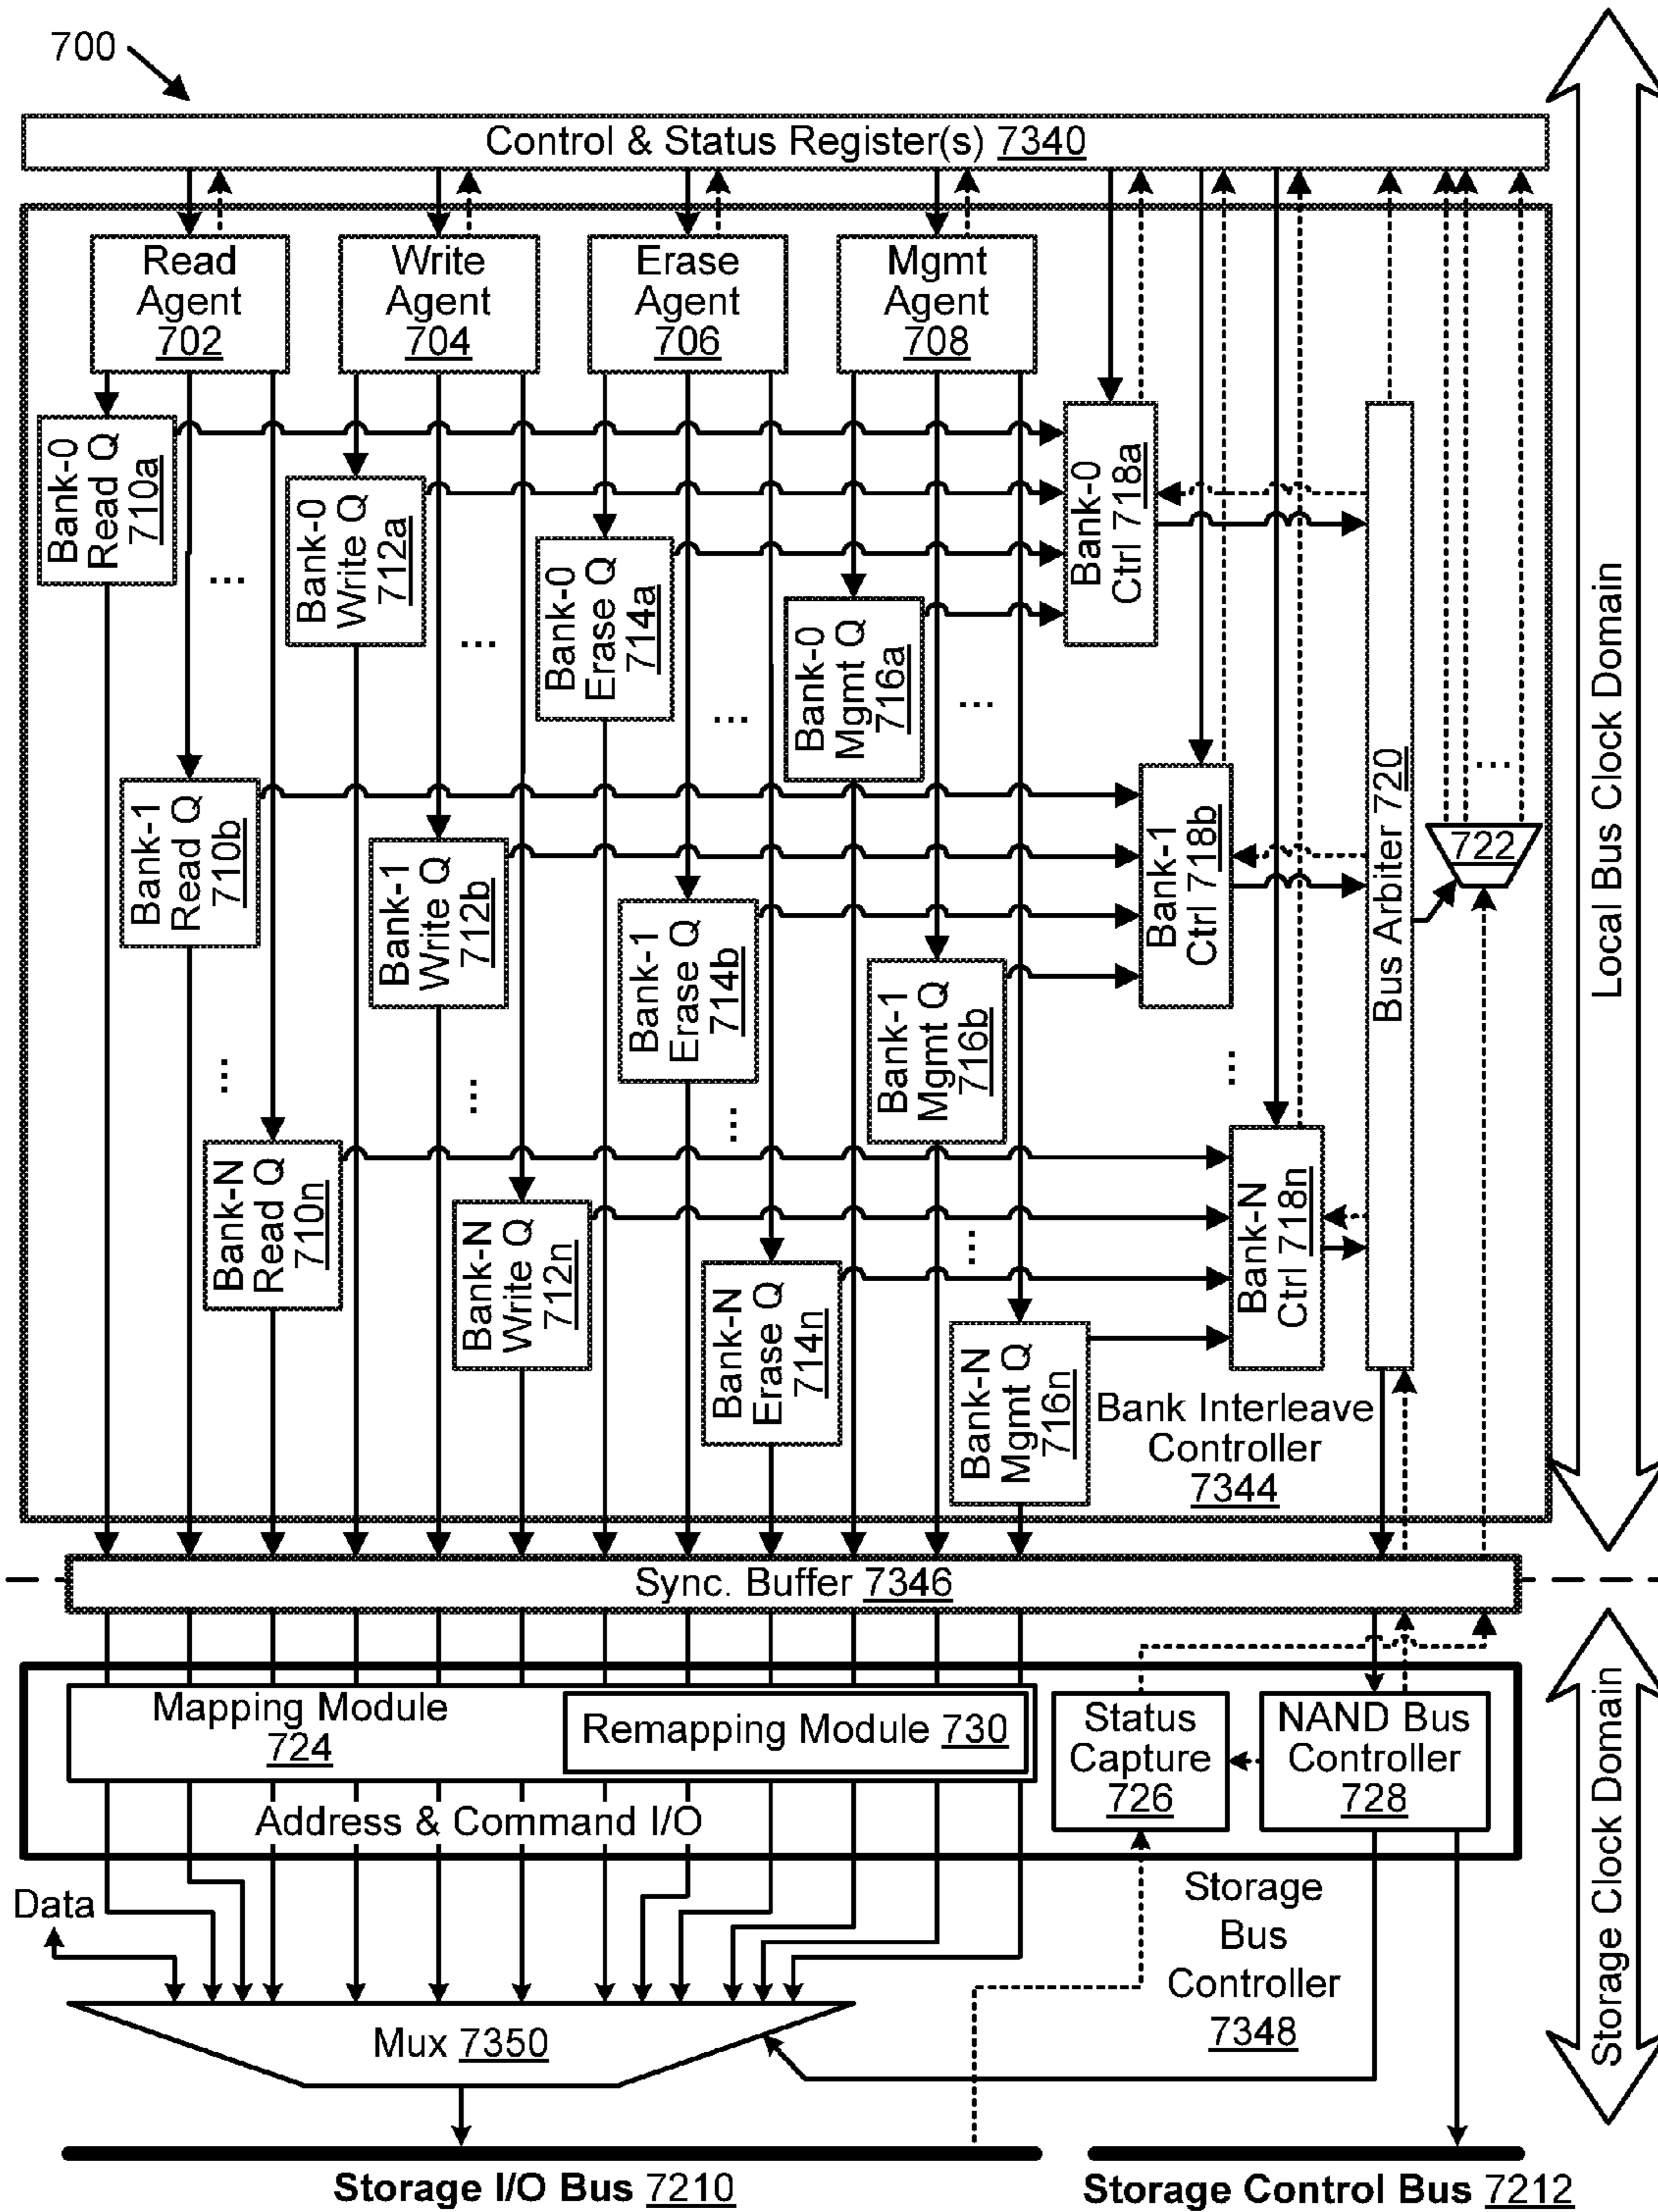 700
Control & Status Register(s) 7340
Read
Agent
702
Write
Agent
704
Erase
Agent
706
Mgmt
Agent
708
Bank-0
Read Q
710a
Bank-0
Write Q
712a
Bank-0
Erase Q
714a
Bank-0
Mgmt Q
716a
Bank-0
Ctrl 718a
...
...
...
...
Bank-1
Read Q
710b
Bank-1
Write Q
712b
Bank-1
Erase Q
714b
Bank-1
Mgmt Q
716b
Bank-1
Ctrl 718b
Bus Arbiter 720
...
722
...
...
...
...
...
Bank-N
Read Q
710n
Bank-N
Write Q
712n
Bank-N
Erase Q
714n
Bank-N
Mgmt Q
716n
Bank-N
Ctrl 718n
Bank Interleave
Controller
7344
Local Bus Clock Domain
Sync. Buffer 7346
Mapping Module
724
Remapping Module 730
Status
Capture
726
NAND Bus
Controller
728
Address & Command I/O
Storage
Bus
Controller
7348
Storage Clock Domain
Data
Mux 7350
Storage I/O Bus 7210
Storage Control Bus 7212